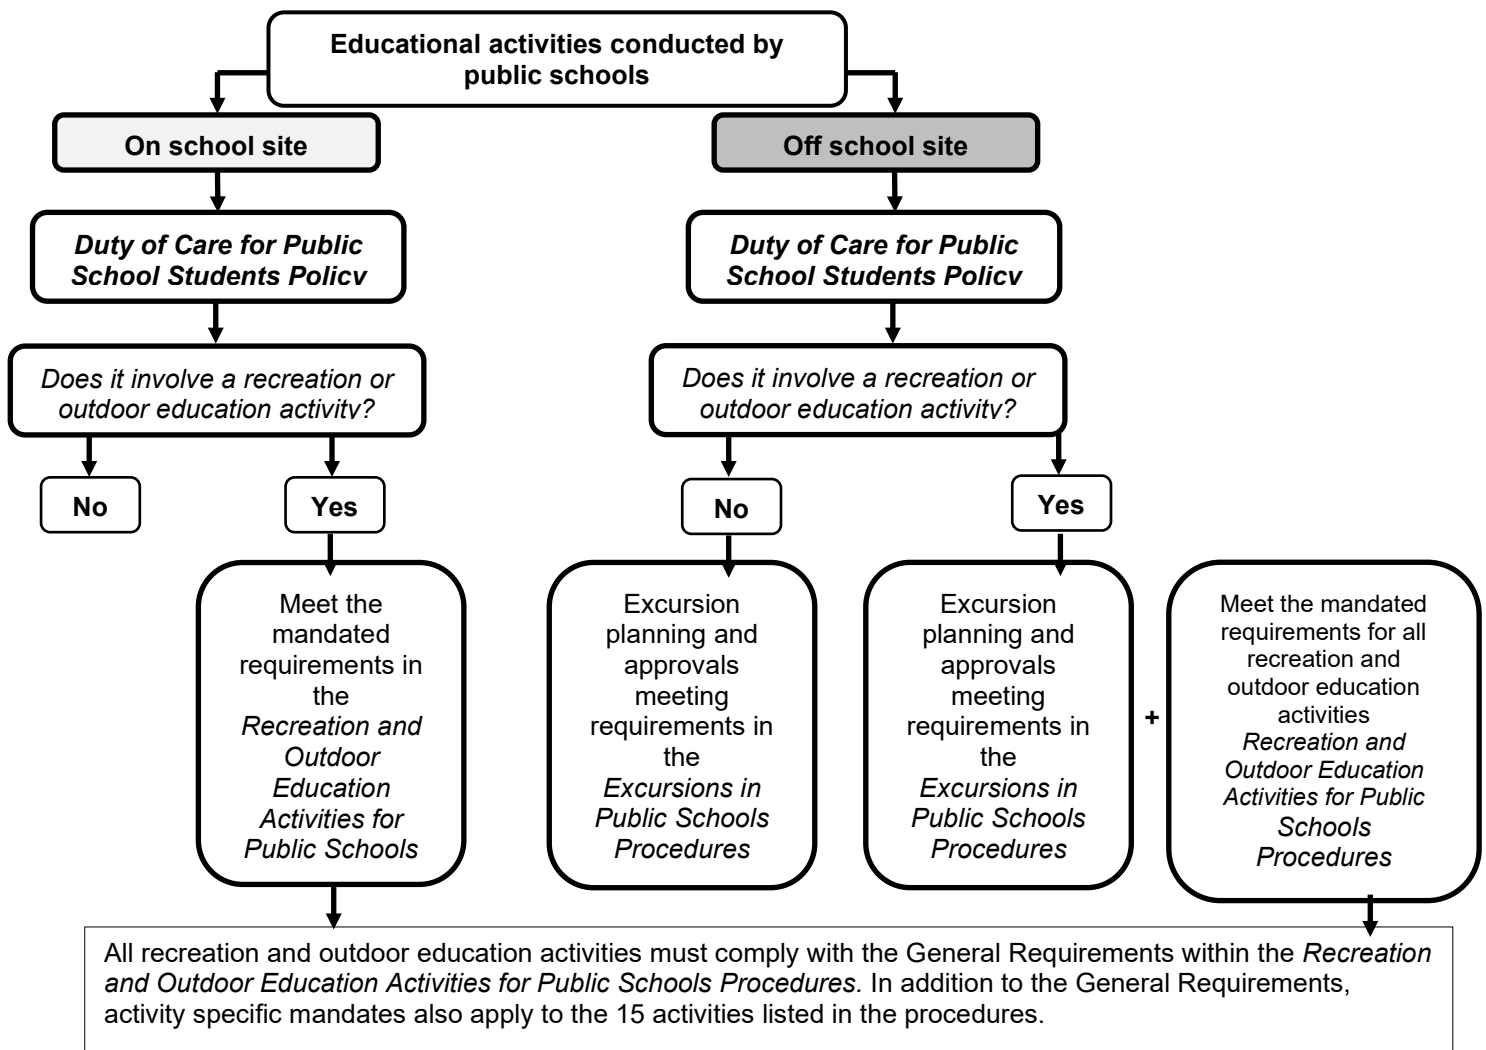 Educational activities conducted by
public schools
On school site
Off school site
Duty of Care for Public
School Students Policy
Duty of Care for Public
School Students Policy
Does it involve a recreation or
outdoor education activity?
Does it involve a recreation or
outdoor education activity?
No
Yes
No
Yes
Meet the
mandated
requirements in
the
Recreation and
Outdoor
Education
Activities for
Public Schools
Excursion
planning and
approvals
meeting
requirements in
the
Excursions in
Public Schools
Procedures
Excursion
planning and
approvals
meeting
requirements in
the
Excursions in
Public Schools
Procedures
+
Meet the mandated
requirements for all
recreation and
outdoor education
activities
Recreation and
Outdoor Education
Activities for Public
Schools
Procedures
All recreation and outdoor education activities must comply with the General Requirements within the Recreation
and Outdoor Education Activities for Public Schools Procedures. In addition to the General Requirements,
activity specific mandates also apply to the 15 activities listed in the procedures.